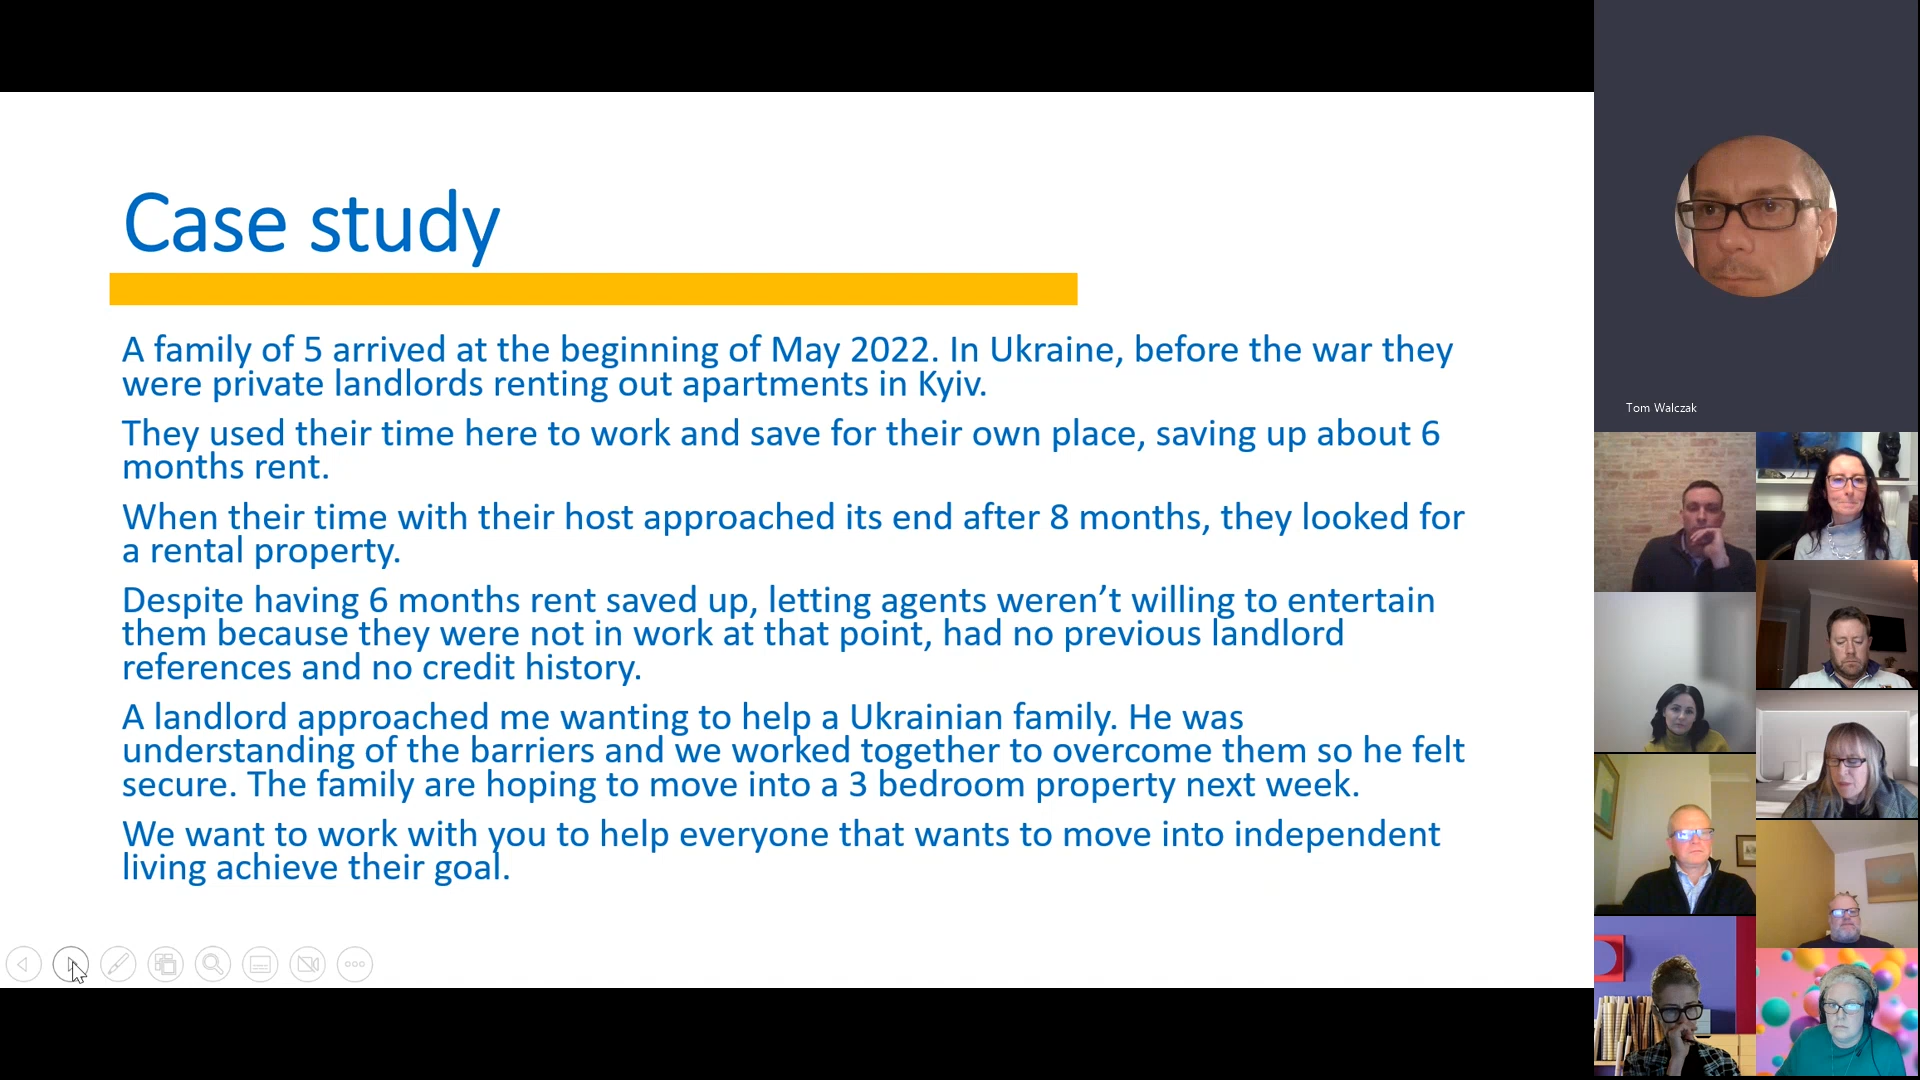 Case study
A family of 5 arrived at the beginning of May 2022. In Ukraine, before the war they
were private landlords renting out apartments in Kyiv.
They used their time here to work and save for their own place, saving up about 6
months rent.
When their time with their host approached its end after 8 months, they looked for
a rental property.
Despite having 6 months rent saved up, letting agents weren’t willing to entertain
them because they were not in work at that point, had no previous landlord
references and no credit history.
A landlord approached me wanting to help a Ukrainian family. He was
understanding of the barriers and we worked together to overcome them so he felt
secure. The family are hoping to move into a 3 bedroom property next week.
We want to work with you to help everyone that wants to move into independent
living achieve their goal.
Tom Walczak